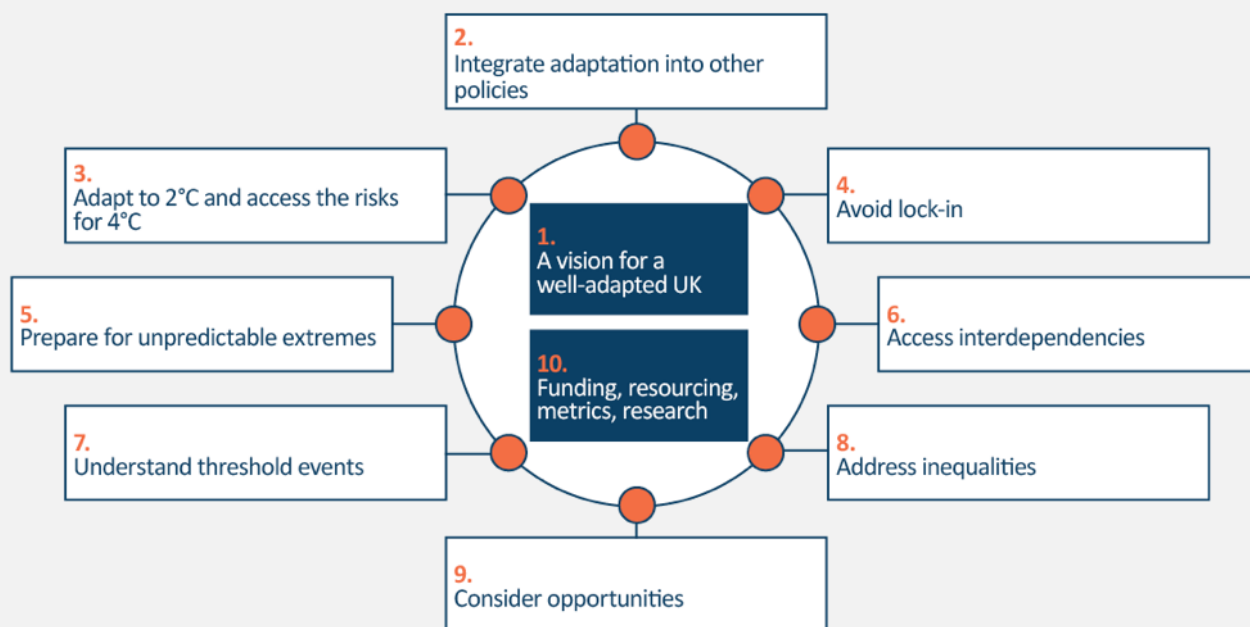 2.
Integrate adaptation into other
policies
3.
Adapt to 2°C and access the risks
for 4°C
4.
Avoid lock-in
1.
A vision for a
well-adapted UK
5.
Prepare for unpredictable extremes
6.
Access interdependencies
10.
Funding, resourcing,
metrics, research
7.
Understand threshold events
8.
Address inequalities
9.
Consider opportunities